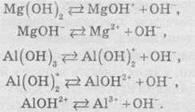 Mg(OH)₂ ⇄ MgOH⁺ + OH⁻,
MgOH⁻ ⇄ Mg²⁺ + OH⁻,
Al(OH)₃ ⇄ Al(OH)₂⁺ + OH⁻,
Al(OH)₂⁺ ⇄ AlOH²⁺ + OH⁻,
AlOH²⁺ ⇄ Al³⁺ + OH⁻.